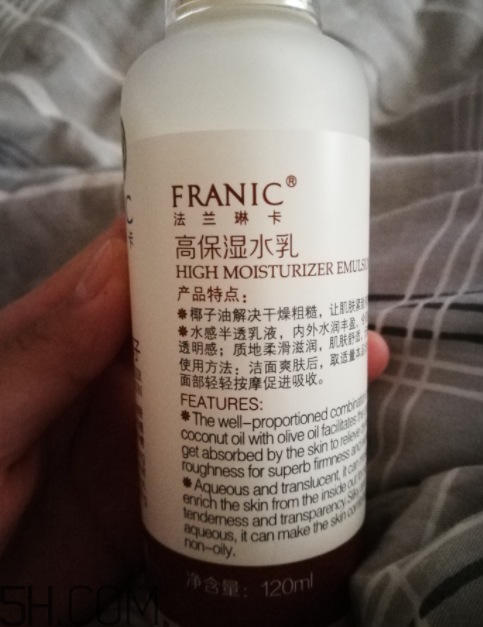 FRANIC®
法兰琳卡
高保湿水乳
HIGH MOISTURIZER EMULSI
产品特点：
✵椰子油解决干燥粗糙，让肌肤紧
✵水感半透乳液，内外水润丰盈，
透明感；质地柔滑滋润，肌肤舒适，
使用方法：洁面爽肤后，取适量本
面部轻轻按摩促进吸收。
FEATURES:
✵The well-proportioned combinat
coconut oil with olive oil facilitates
get absorbed by the skin to relieve
roughness for superb firmness and
✵Aqueous and translucent, it can
enrich the skin from the inside out
tenderness and transparency
aqueous, it can make the skin
non-oily.
净含量：120ml
5H.COM